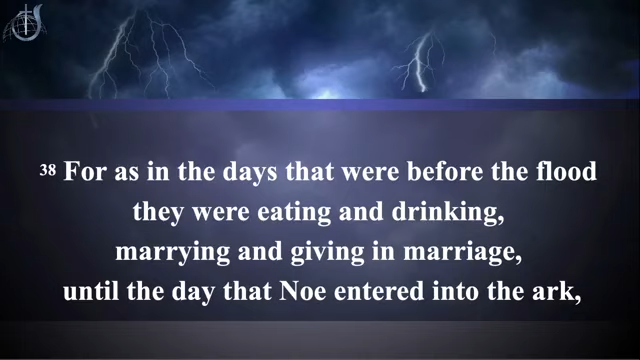 38 For as in the days that were before the flood
they were eating and drinking,
marrying and giving in marriage,
until the day that Noe entered into the ark,